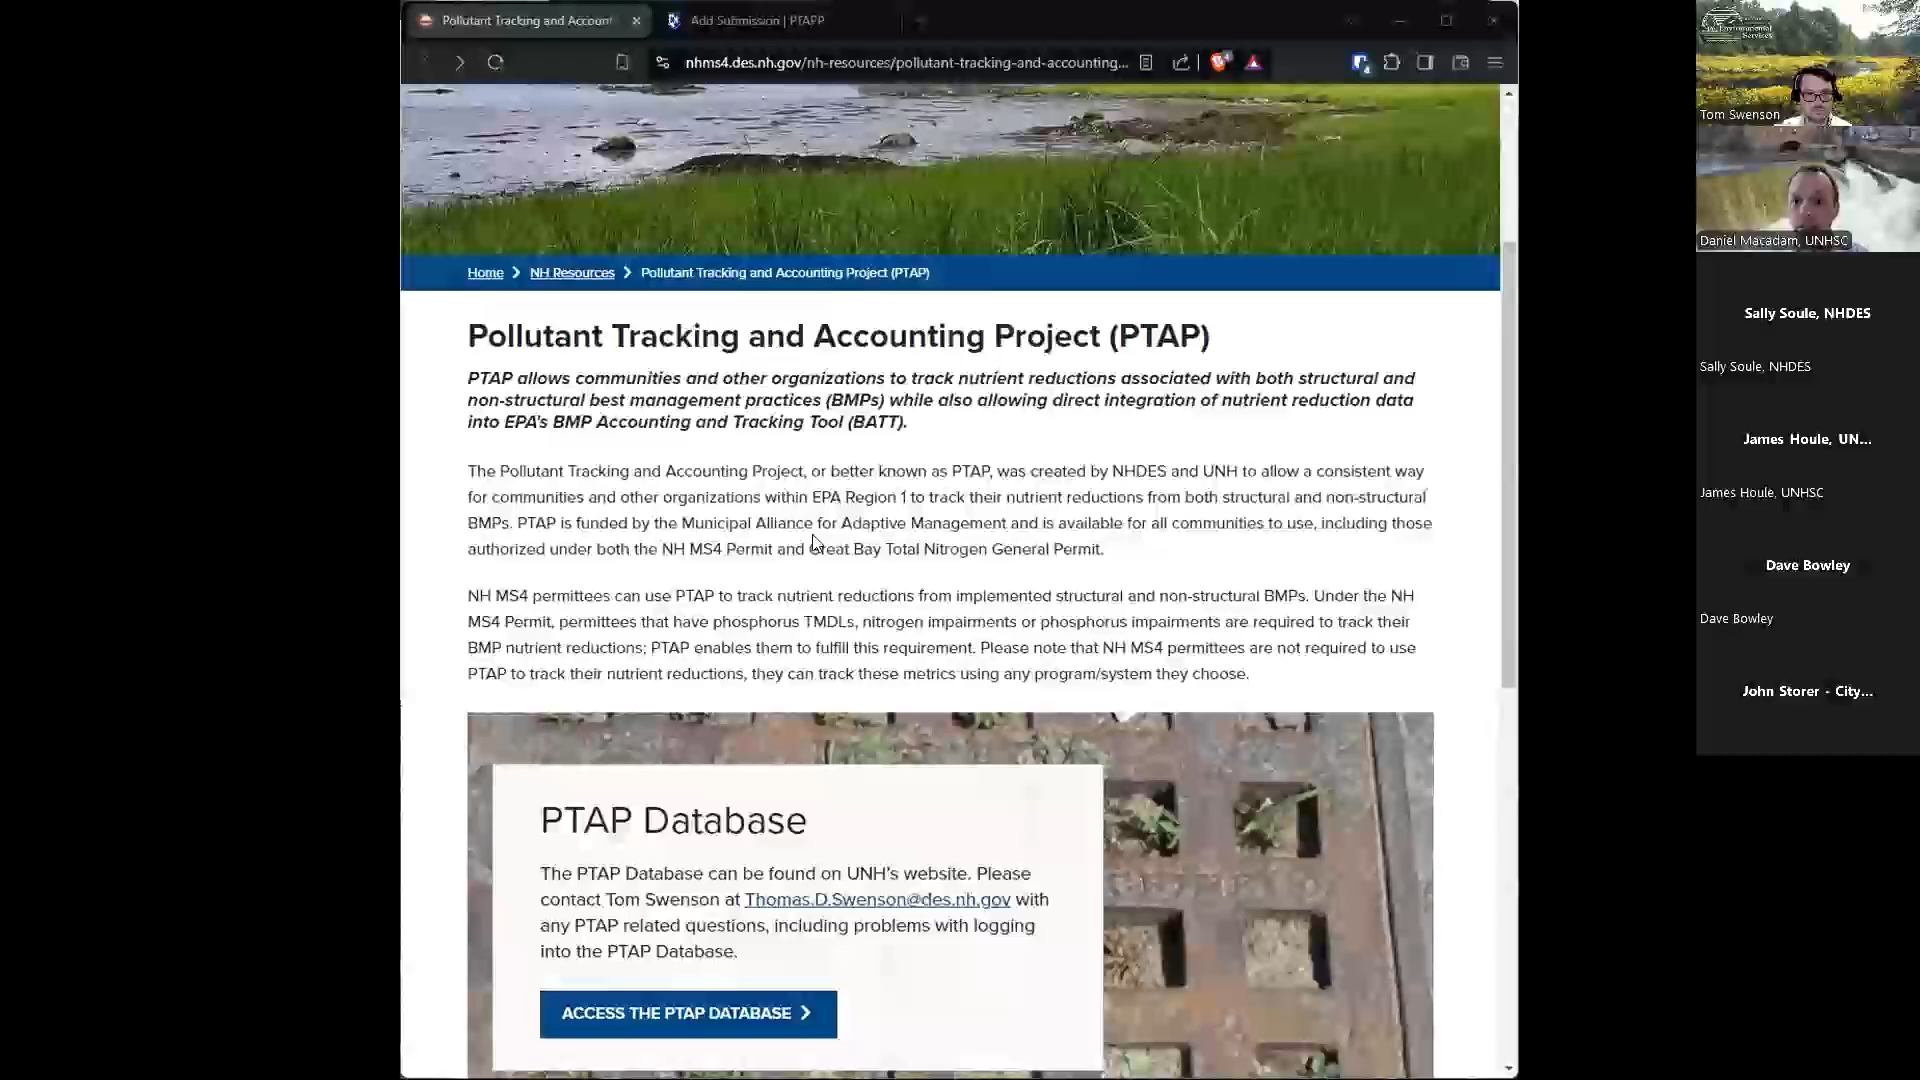 Pollutant Tracking and Account
Add Submission | PTAPP
nhms4.des.nh.gov/nh-resources/pollutant-tracking-and-accounting...
Home
NH Resources
Pollutant Tracking and Accounting Project (PTAP)
Pollutant Tracking and Accounting Project (PTAP)
PTAP allows communities and other organizations to track nutrient reductions associated with both structural and
non-structural best management practices (BMPs) while also allowing direct integration of nutrient reduction data
into EPA's BMP Accounting and Tracking Tool (BATT).
The Pollutant Tracking and Accounting Project, or better known as PTAP, was created by NHDES and UNH to allow a consistent way
for communities and other organizations within EPA Region 1 to track their nutrient reductions from both structural and non-structural
BMPs. PTAP is funded by the Municipal Alliance for Adaptive Management and is available for all communities to use, including those
authorized under both the NH MS4 Permit and Great Bay Total Nitrogen General Permit.
NH MS4 permittees can use PTAP to track nutrient reductions from implemented structural and non-structural BMPs. Under the NH
MS4 Permit, permittees that have phosphorus TMDLs, nitrogen impairments or phosphorus impairments are required to track their
BMP nutrient reductions; PTAP enables them to fulfill this requirement. Please note that NH MS4 permittees are not required to use
PTAP to track their nutrient reductions, they can track these metrics using any program/system they choose.
PTAP Database
The PTAP Database can be found on UNH's website. Please
contact Tom Swenson at Thomas.D.Swenson@des.nh.gov with
any PTAP related questions, including problems with logging
into the PTAP Database.
ACCESS THE PTAP DATABASE
Environmental
Services
Tom Swenson
Daniel Macadam, UNHSC
Sally Soule, NHDES
Sally Soule, NHDES
James Houle, UN...
James Houle, UNHSC
Dave Bowley
Dave Bowley
John Storer - City...